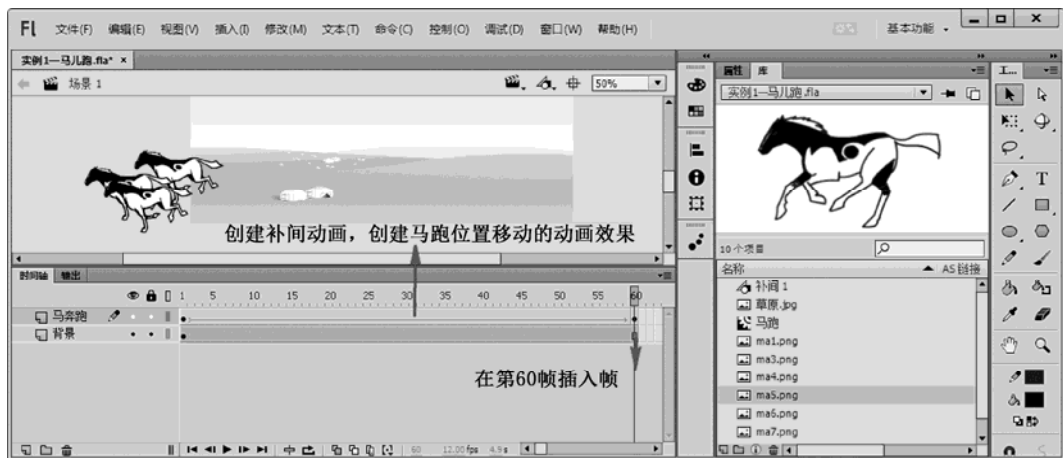 Fl 文件(F) 编辑(E) 视图(V) 插入(I) 修改(M) 文本(T) 命令(C) 控制(O) 调试(D) 窗口(W) 帮助(H) 基本功能
实例1—马儿跑.fla* ×
场景 1
50%
创建补间动画，创建马跑位置移动的动画效果
时间轴 输出
1 5 10 15 20 25 30 35 40 45 50 55 60
马奔跑
背景
在第60帧插入帧
60 12.00 fps 4.9 s
属性 库
实例1—马儿跑.fla
10 个项目
名称 AS 链接
补间 1
草原.jpg
马跑
ma1.png
ma3.png
ma4.png
ma5.png
ma6.png
ma7.png
工...
T